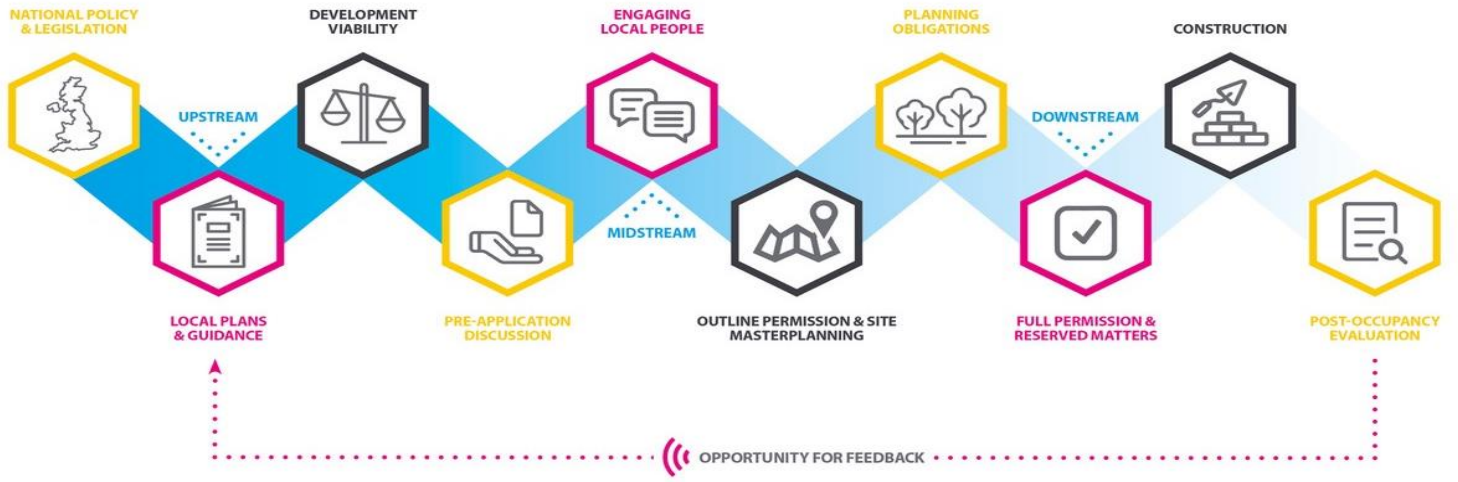 NATIONAL POLICY
& LEGISLATION
DEVELOPMENT
VIABILITY
ENGAGING
LOCAL PEOPLE
PLANNING
OBLIGATIONS
CONSTRUCTION
UPSTREAM
DOWNSTREAM
MIDSTREAM
LOCAL PLANS
& GUIDANCE
PRE-APPLICATION
DISCUSSION
OUTLINE PERMISSION & SITE
MASTERPLANNING
FULL PERMISSION &
RESERVED MATTERS
POST-OCCUPANCY
EVALUATION
OPPORTUNITY FOR FEEDBACK